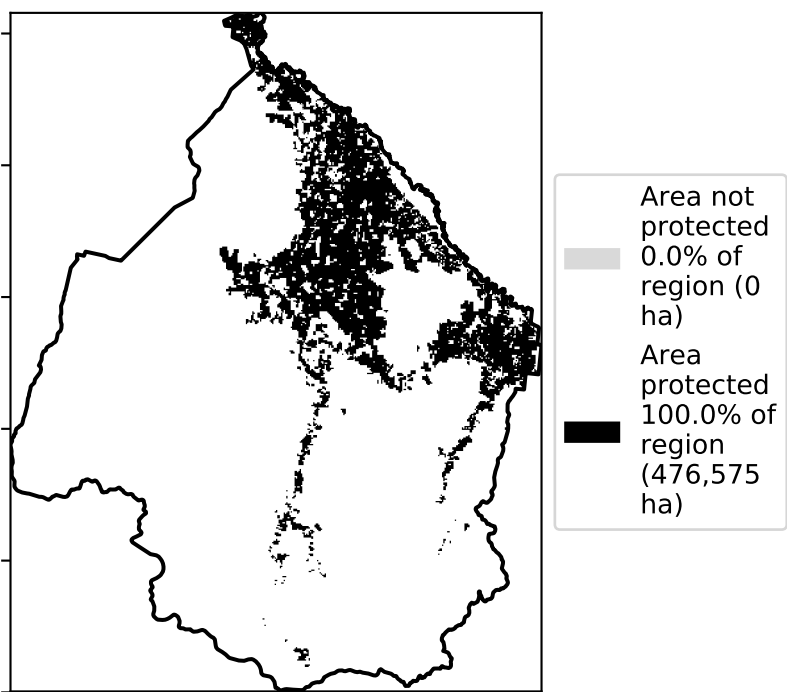 Area not
protected
0.0% of
region (0
ha)
Area
protected
100.0% of
region
(476,575
ha)